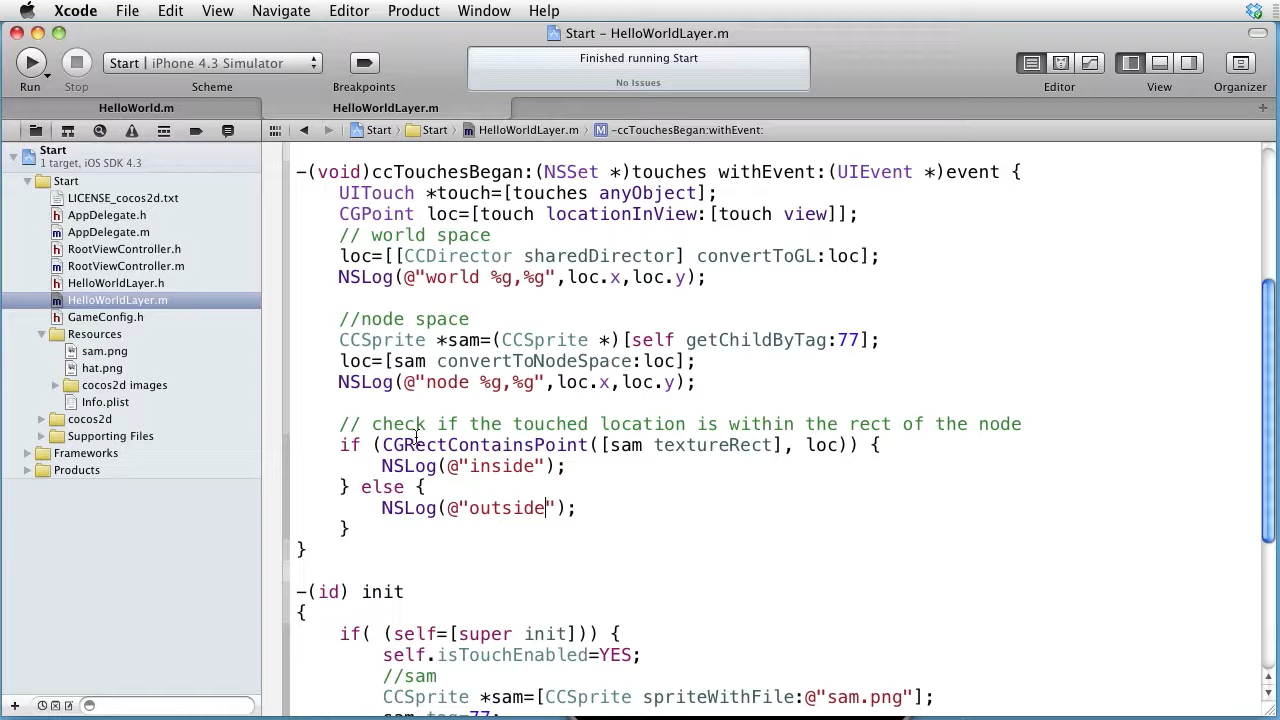 Xcode File Edit View Navigate Editor Product Window Help
Start – HelloWorldLayer.m
Start | iPhone 4.3 Simulator
Finished running Start
No Issues
Run Stop Scheme Breakpoints Editor View Organizer
HelloWorld.m HelloWorldLayer.m
Start Start HelloWorldLayer.m M -ccTouchesBegan:withEvent:
Start
1 target, iOS SDK 4.3
Start
LICENSE_cocos2d.txt
h AppDelegate.h
m AppDelegate.m
h RootViewController.h
m RootViewController.m
h HelloWorldLayer.h
m HelloWorldLayer.m
h GameConfig.h
Resources
sam.png
hat.png
cocos2d images
Info.plist
cocos2d
Supporting Files
Frameworks
Products
-(void)ccTouchesBegan:(NSSet *)touches withEvent:(UIEvent *)event {
UITouch *touch=[touches anyObject];
CGPoint loc=[touch locationInView:[touch view]];
// world space
loc=[[CCDirector sharedDirector] convertToGL:loc];
NSLog(@"world %g,%g",loc.x,loc.y);
//node space
CCSprite *sam=(CCSprite *)[self getChildByTag:77];
loc=[sam convertToNodeSpace:loc];
NSLog(@"node %g,%g",loc.x,loc.y);
// check if the touched location is within the rect of the node
if (CGRectContainsPoint([sam textureRect], loc)) {
NSLog(@"inside");
} else {
NSLog(@"outside");
}
}
-(id) init
{
if( (self=[super init])) {
self.isTouchEnabled=YES;
//sam
CCSprite *sam=[CCSprite spriteWithFile:@"sam.png"];
sam.tag=77;